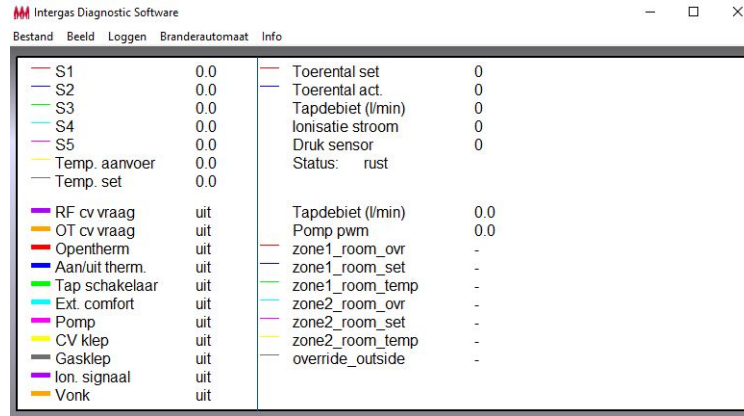 Intergas Diagnostic Software
Bestand Beeld Loggen Branderautomaat Info
S1 0.0 Toerental set 0
S2 0.0 Toerental act. 0
S3 0.0 Tapdebiet (l/min) 0
S4 0.0 Ionisatie stroom 0
S5 0.0 Druk sensor 0
Temp. aanvoer 0.0 Status: rust
Temp. set 0.0
RF cv vraag uit Tapdebiet (l/min) 0.0
OT cv vraag uit Pomp pwm 0.0
Opentherm uit zone1_room_ovr -
Aan/uit therm. uit zone1_room_set -
Tap schakelaar uit zone1_room_temp -
Ext. comfort uit zone2_room_ovr -
Pomp uit zone2_room_set -
CV klep uit zone2_room_temp -
Gasklep uit override_outside -
Ion. signaal uit
Vonk uit